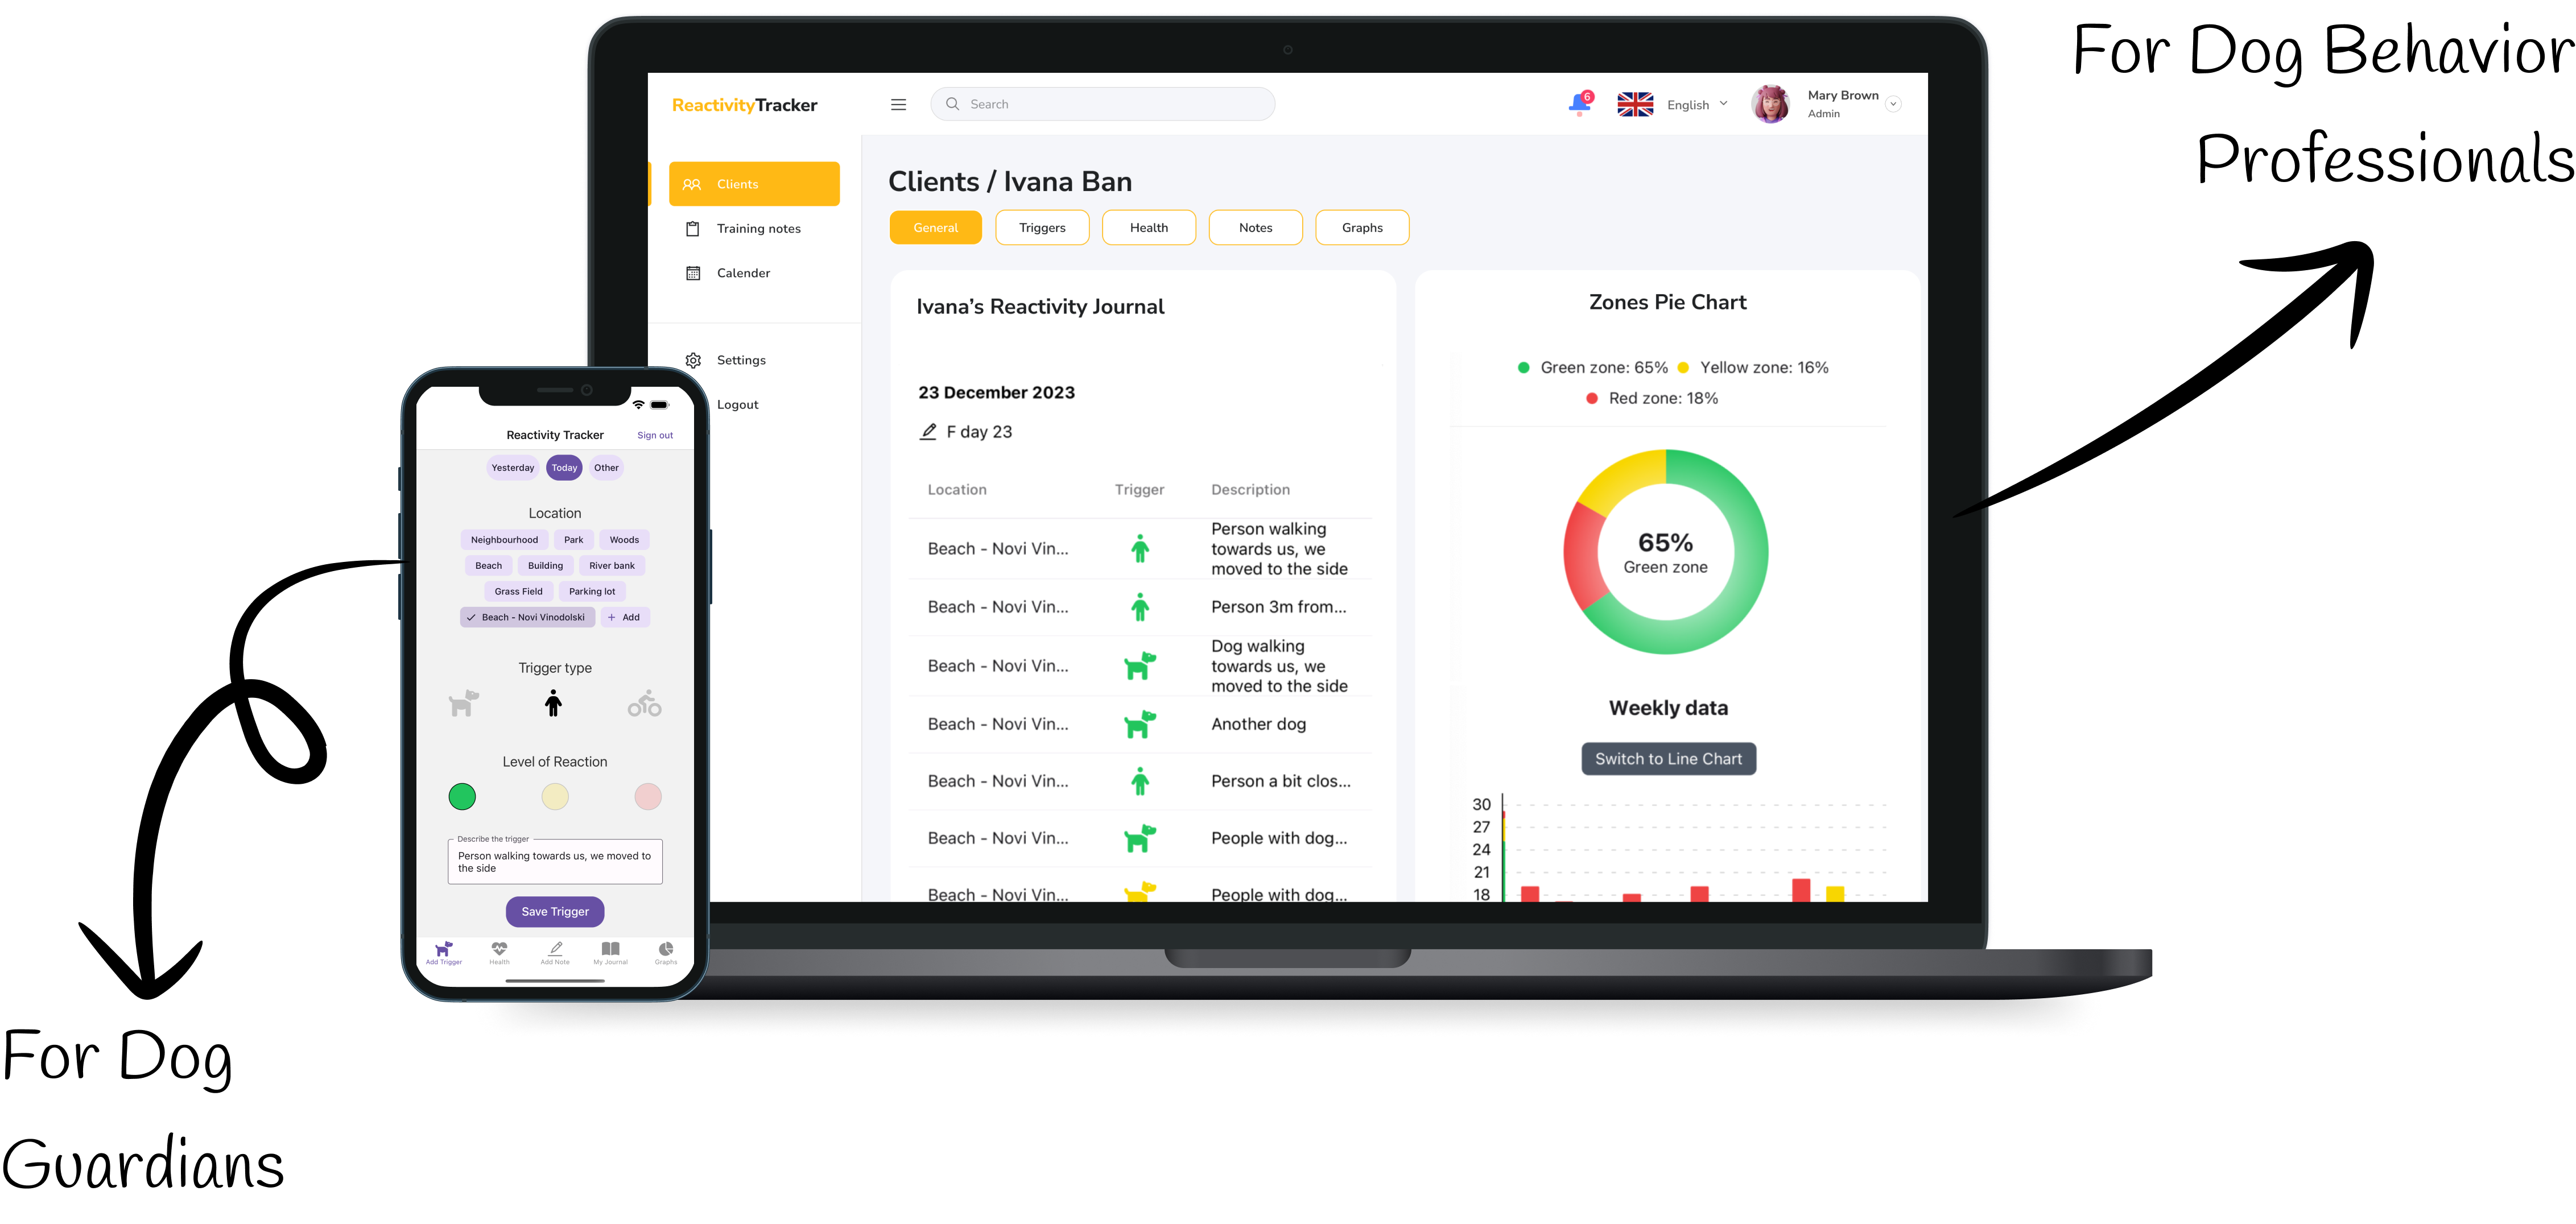 For Dog Behavior
Professionals
ReactivityTracker
Search
6
English
Mary Brown
Admin
Clients
Training notes
Calender
Settings
Logout
Clients / Ivana Ban
General
Triggers
Health
Notes
Graphs
Ivana's Reactivity Journal
23 December 2023
F day 23
Location Trigger Description
Beach - Novi Vin...
Person walking
towards us, we
moved to the side
Beach - Novi Vin...
Person 3m from...
Beach - Novi Vin...
Dog walking
towards us, we
moved to the side
Beach - Novi Vin...
Another dog
Beach - Novi Vin...
Person a bit clos...
Beach - Novi Vin...
People with dog...
Beach - Novi Vin...
People with dog...
Zones Pie Chart
Green zone: 65% Yellow zone: 16%
Red zone: 18%
65%
Green zone
Weekly data
Switch to Line Chart
30
27
24
21
18
Reactivity Tracker
Sign out
Yesterday Today Other
Location
Neighbourhood Park Woods
Beach Building River bank
Grass Field Parking lot
Beach - Novi Vinodolski + Add
Trigger type
Level of Reaction
Describe the trigger
Person walking towards us, we moved to
the side
Save Trigger
Add Trigger Health Add Note My Journal Graphs
For Dog
Guardians